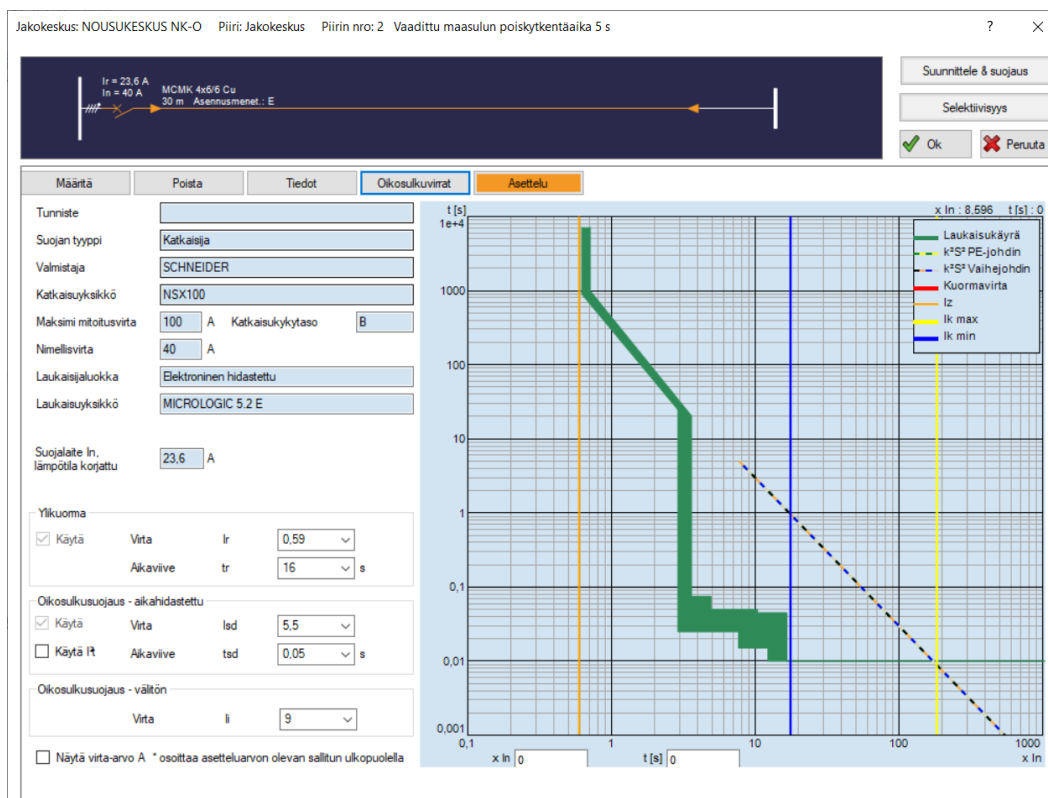 Jakokeskus: NOUSUKESKUS NK-O Piiri: Jakokeskus Piirin nro: 2 Vaadittu maasulun poiskytkentäaika 5 s ?
Ir = 23,6 A
In = 40 A
MCMK 4x6/6 Cu
30 m Asennusmenet.: E
Suunnittele & suojaus
Selektiivisyys
Ok Peruuta
Määritä Poista Tiedot Oikosulkuvirrat Asettelu
Tunniste
Suojan tyyppi Katkaisija
Valmistaja SCHNEIDER
Katkaisuyksikkö NSX100
Maksimi mitoitusvirta 100 A Katkaisukykytaso B
Nimellisvirta 40 A
Laukaisijaluokka Elektroninen hidastettu
Laukaisuyksikkö MICROLOGIC 5.2 E
Suojalaite In,
lämpötila korjattu 23,6 A
Ylikuorma
Käytä Virta Ir 0,59
Aikaviive tr 16 s
Oikosulkusuojaus - aikahidastettu
Käytä Virta Isd 5,5
Käytä I²t Aikaviive tsd 0,05 s
Oikosulkusuojaus - välitön
Virta Ii 9
Näytä virta-arvo A * osoittaa asetteluarvon olevan sallitun ulkopuolella
t [s] x In : 8,596 t [s] : 0
1e+4
1000
100
10
1
0,1
0,01
0,001
Laukaisukäyrä
k²S² PE-johdin
k²S² Vaihejohdin
Kuormavirta
Iz
Ik max
Ik min
0,1 1 10 100 1000
x In 0 t [s] 0 x In